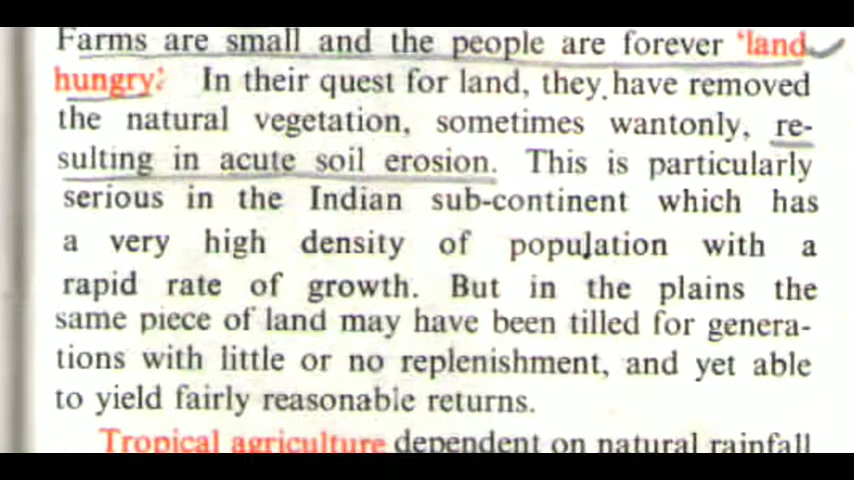 Farms are small and the people are forever 'land
hungry'. In their quest for land, they have removed
the natural vegetation, sometimes wantonly, re-
sulting in acute soil erosion. This is particularly
serious in the Indian sub-continent which has
a very high density of population with a
rapid rate of growth. But in the plains the
same piece of land may have been tilled for genera-
tions with little or no replenishment, and yet able
to yield fairly reasonable returns.
Tropical agriculture dependent on natural rainfall